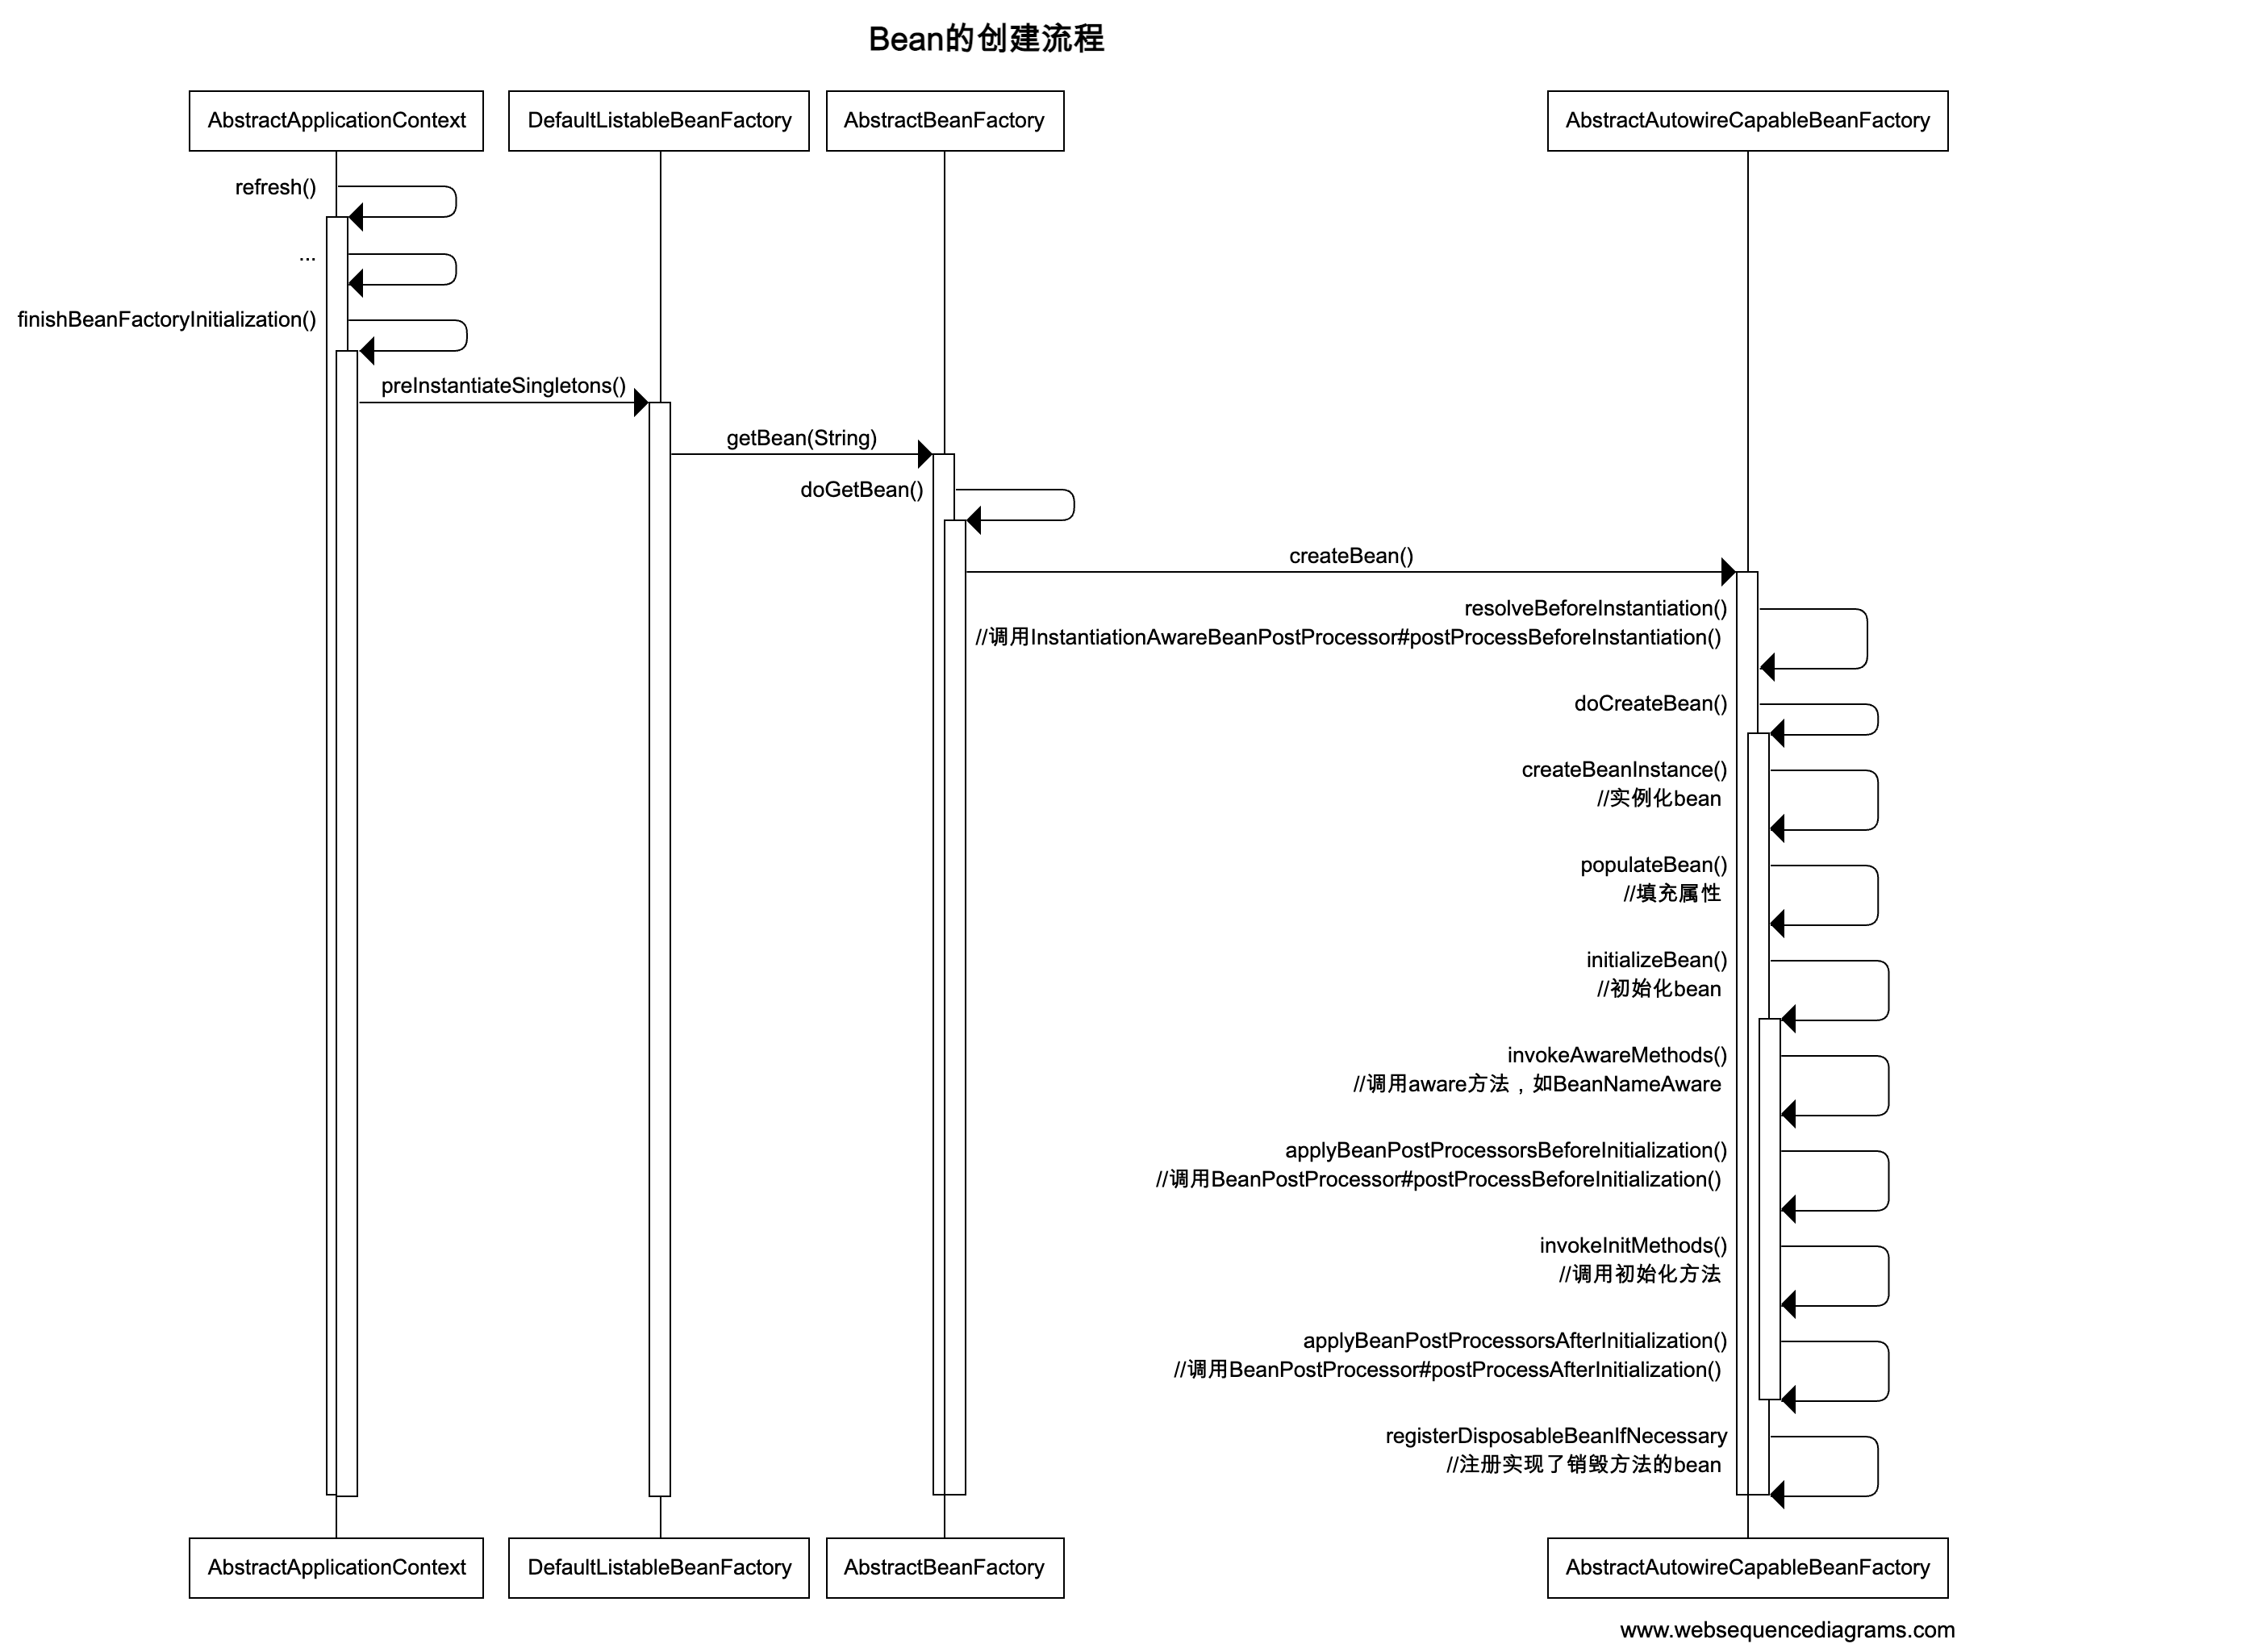 Bean的创建流程
AbstractApplicationContext
DefaultListableBeanFactory
AbstractBeanFactory
AbstractAutowireCapableBeanFactory
refresh()
...
finishBeanFactoryInitialization()
preInstantiateSingletons()
getBean(String)
doGetBean()
createBean()
resolveBeforeInstantiation()
//调用InstantiationAwareBeanPostProcessor#postProcessBeforeInstantiation()
doCreateBean()
createBeanInstance()
//实例化bean
populateBean()
//填充属性
initializeBean()
//初始化bean
invokeAwareMethods()
//调用aware方法，如BeanNameAware
applyBeanPostProcessorsBeforeInitialization()
//调用BeanPostProcessor#postProcessBeforeInitialization()
invokeInitMethods()
//调用初始化方法
applyBeanPostProcessorsAfterInitialization()
//调用BeanPostProcessor#postProcessAfterInitialization()
registerDisposableBeanIfNecessary
//注册实现了销毁方法的bean
AbstractApplicationContext
DefaultListableBeanFactory
AbstractBeanFactory
AbstractAutowireCapableBeanFactory
www.websequencediagrams.com